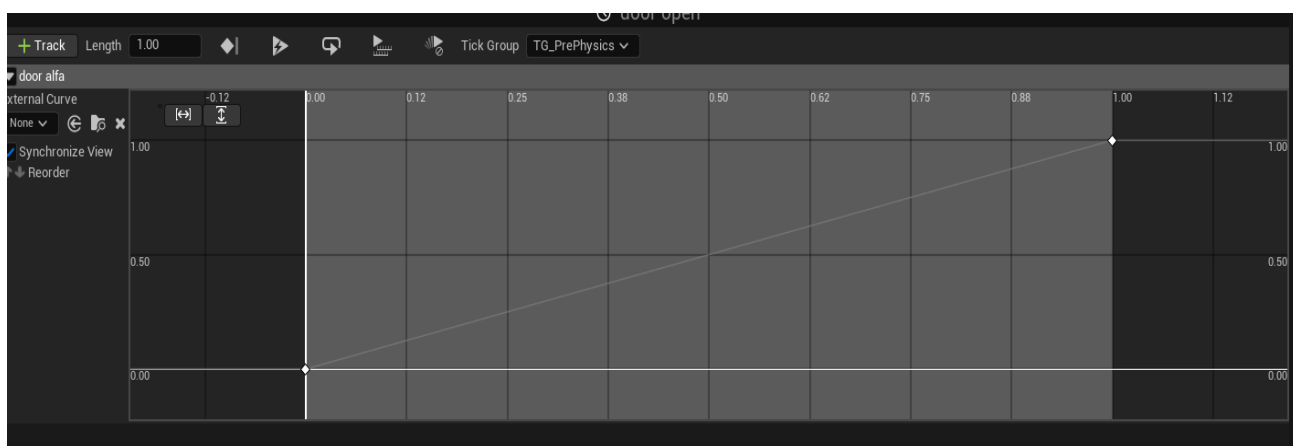 door open
+ Track Length 1.00 Tick Group TG_PrePhysics
door alfa
xternal Curve
None
Synchronize View
Reorder
-0.12 0.00 0.12 0.25 0.38 0.50 0.62 0.75 0.88 1.00 1.12
1.00 1.00
0.50 0.50
0.00 0.00